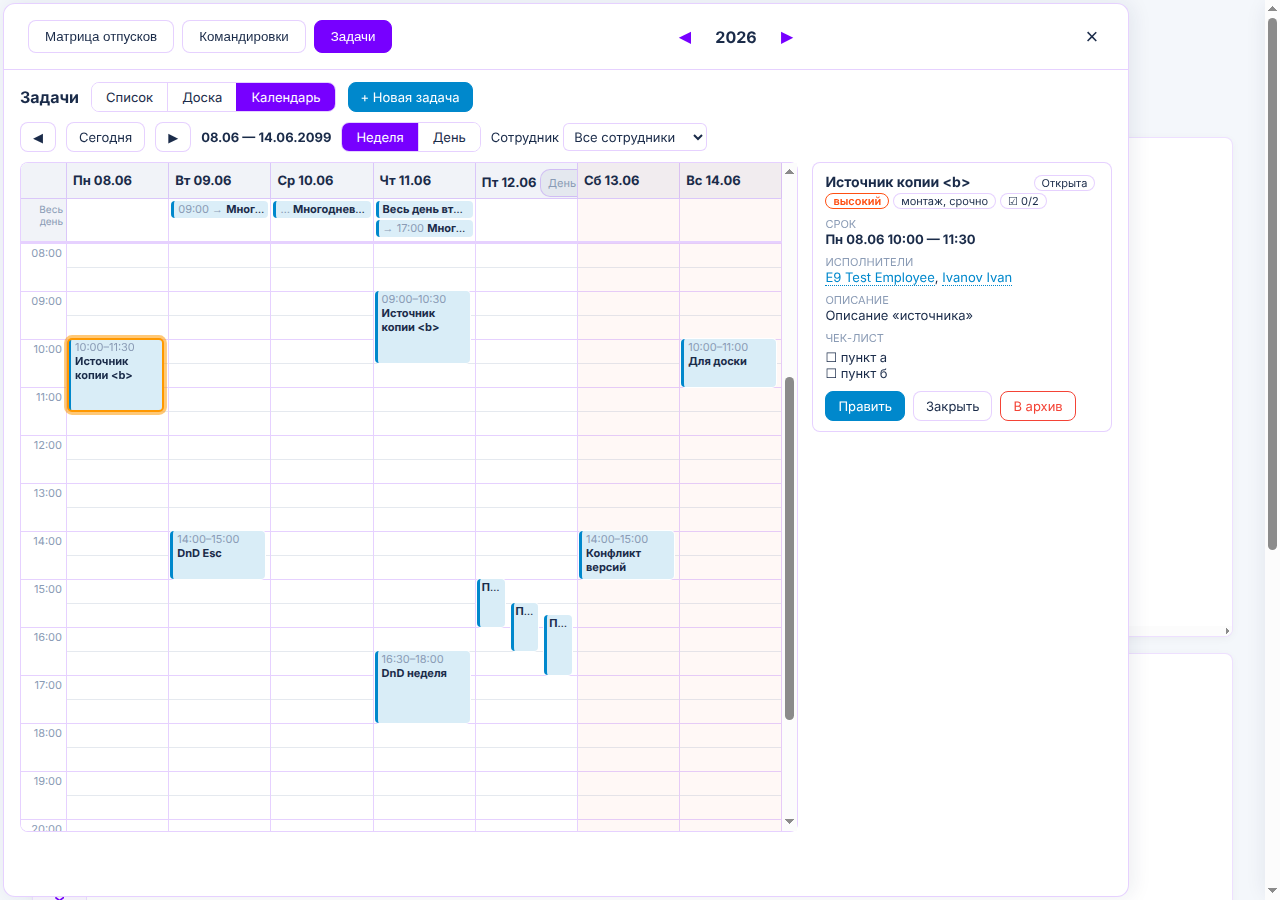 Матрица отпусков Командировки Задачи ◀ 2026 ▶ ×
Задачи Список Доска Календарь + Новая задача
◀ Сегодня ▶ 08.06 — 14.06.2099 Неделя День Сотрудник Все сотрудники
Пн 08.06 Вт 09.06 Ср 10.06 Чт 11.06 Пт 12.06 День Сб 13.06 Вс 14.06
Весь день
09:00 → Мног...
... Многоднев...
Весь день вт...
→ 17:00 Мног...
08:00
09:00
10:00
11:00
12:00
13:00
14:00
15:00
16:00
17:00
18:00
19:00
20:00
10:00–11:30
Источник
копии <b>
14:00–15:00
DnD Esc
09:00–10:30
Источник
копии <b>
16:30–18:00
DnD неделя
П...
П...
П...
14:00–15:00
Конфликт
версий
10:00–11:00
Для доски
Источник копии <b> Открыта
высокий монтаж, срочно ☑ 0/2
СРОК
Пн 08.06 10:00 — 11:30
ИСПОЛНИТЕЛИ
E9 Test Employee, Ivanov Ivan
ОПИСАНИЕ
Описание «источника»
ЧЕК-ЛИСТ
☐ пункт а
☐ пункт б
Править Закрыть В архив